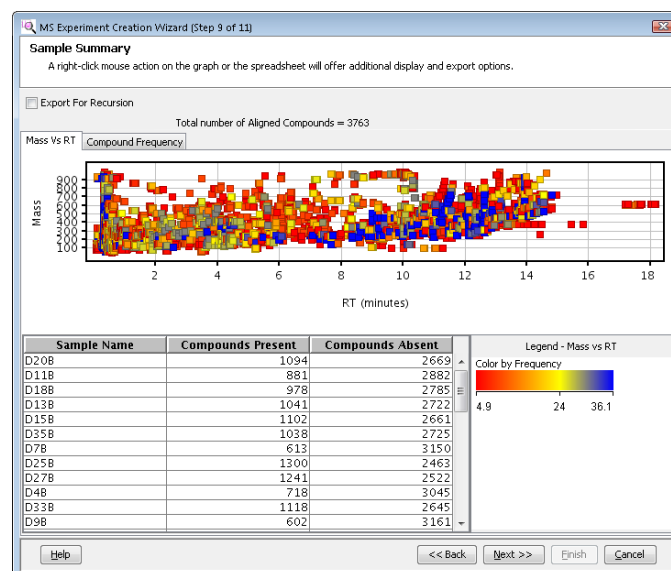 MS Experiment Creation Wizard (Step 9 of 11)
Sample Summary
A right-click mouse action on the graph or the spreadsheet will offer additional display and export options.
Export For Recursion
Total number of Aligned Compounds = 3763
Mass Vs RT Compound Frequency
900
800
700
600
500
400
300
200
100
Mass
2 4 6 8 10 12 14 16 18
RT (minutes)
Sample Name Compounds Present Compounds Absent
D20B 1094 2669
D11B 881 2882
D18B 978 2785
D13B 1041 2722
D15B 1102 2661
D35B 1038 2725
D7B 613 3150
D25B 1300 2463
D27B 1241 2522
D4B 718 3045
D33B 1118 2645
D9B 602 3161
Legend - Mass vs RT
Color by Frequency
4.9 24 36.1
Help << Back Next >> Finish Cancel